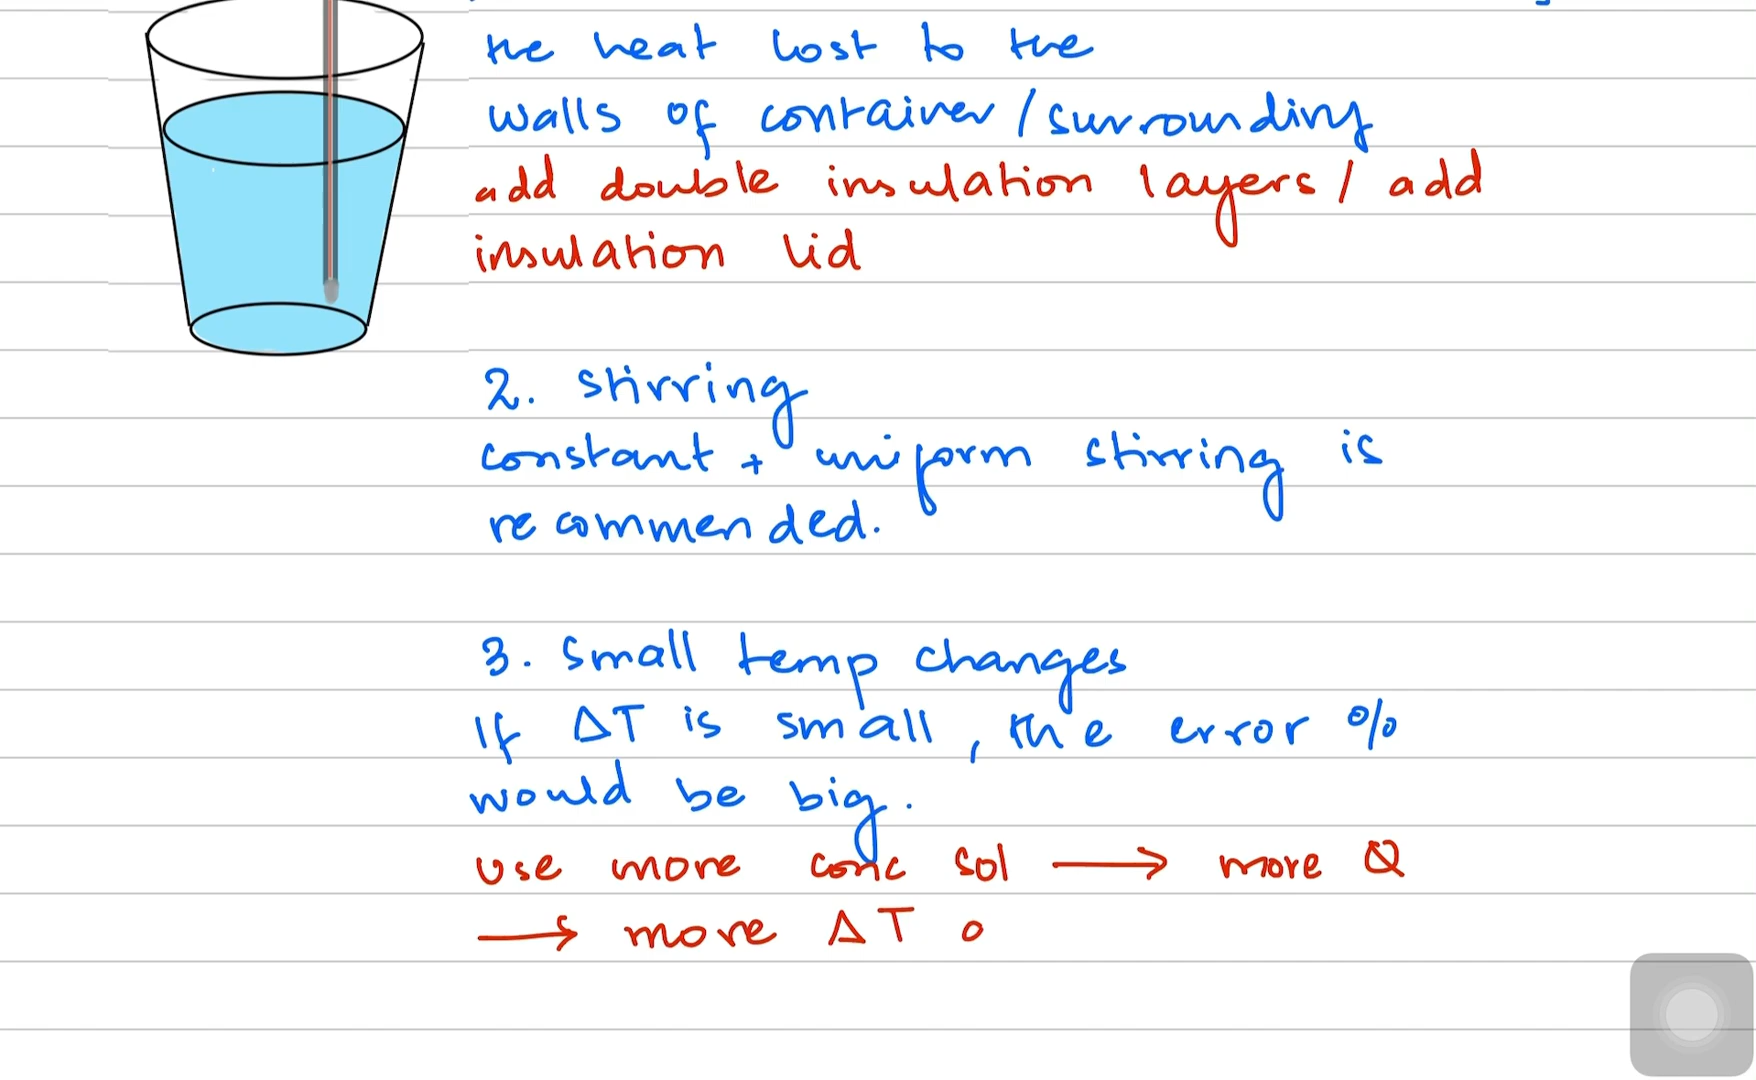 the heat lost to the
walls of container / surrounding
add double insulation layers / add
insulation lid
2. stirring
constant + uniform stirring is
recommended.
3. Small temp changes
If ΔT is small, the error %
would be big.
use more conc sol ⟶ more Q
⟶ more ΔT o